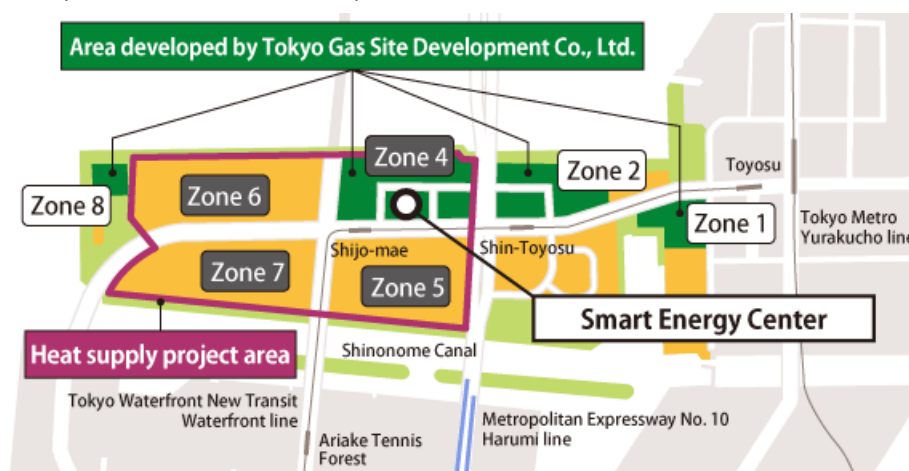 Area developed by Tokyo Gas Site Development Co., Ltd.
Zone 4
Zone 2
Toyosu
Zone 6
Zone 8
Zone 1
Tokyo Metro
Yurakucho line
Shijo-mae
Shin-Toyosu
Zone 7
Zone 5
Smart Energy Center
Heat supply project area
Shinonome Canal
Tokyo Waterfront New Transit
Waterfront line
Metropolitan Expressway No. 10
Harumi line
Ariake Tennis
Forest